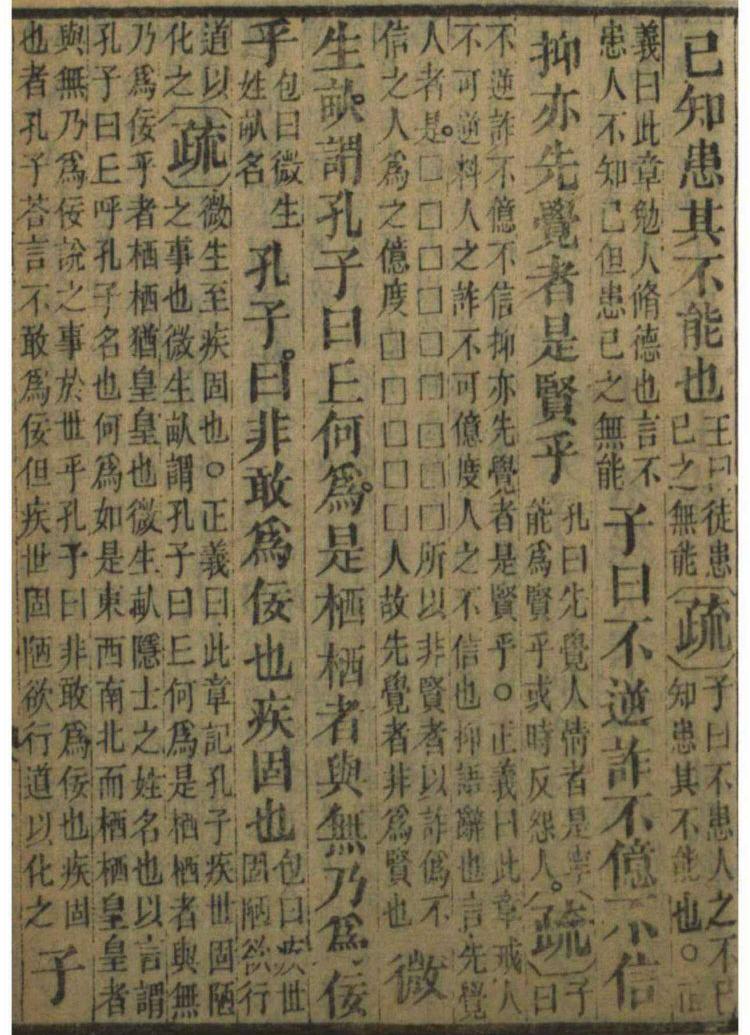 己知患其不能也王曰徒患己之無能疏子曰不患人之不己知患其不能也○正
義曰此章勉人脩德也言不患人不知己但患己之無能子曰不逆詐不億不信
抑亦先覺者是賢乎孔曰先覺人情者是寧能爲賢乎或時反怨人。疏子曰
不逆詐不億不信抑亦先覺者是賢乎○正義曰此章戒人
不可逆料人之詐不可億度人之不信也抑語辭也言先覺
人者是。□□□□□□□□□所以非賢者以詐僞不
信之人爲之億度□□□□□人故先覺者非爲賢也微
生畝。謂孔子曰丘何爲。是栖栖者與無乃爲佞
乎包曰微生姓畝名孔子。曰非敢爲佞也疾固也包曰疾世固陋欲行
道以化之疏微生至疾固也○正義曰此章記孔子疾世固陋之事也微生畝謂孔子曰丘何爲是栖栖者與無
乃爲佞乎者栖栖猶皇皇也微生畝隱士之姓名也以言謂
孔子曰丘呼孔子名也何爲如是東西南北而栖栖皇皇者
與無乃爲佞說之事於世乎孔子曰非敢爲佞也疾固
也者孔子荅言不敢爲佞但疾世固陋欲行道以化之子